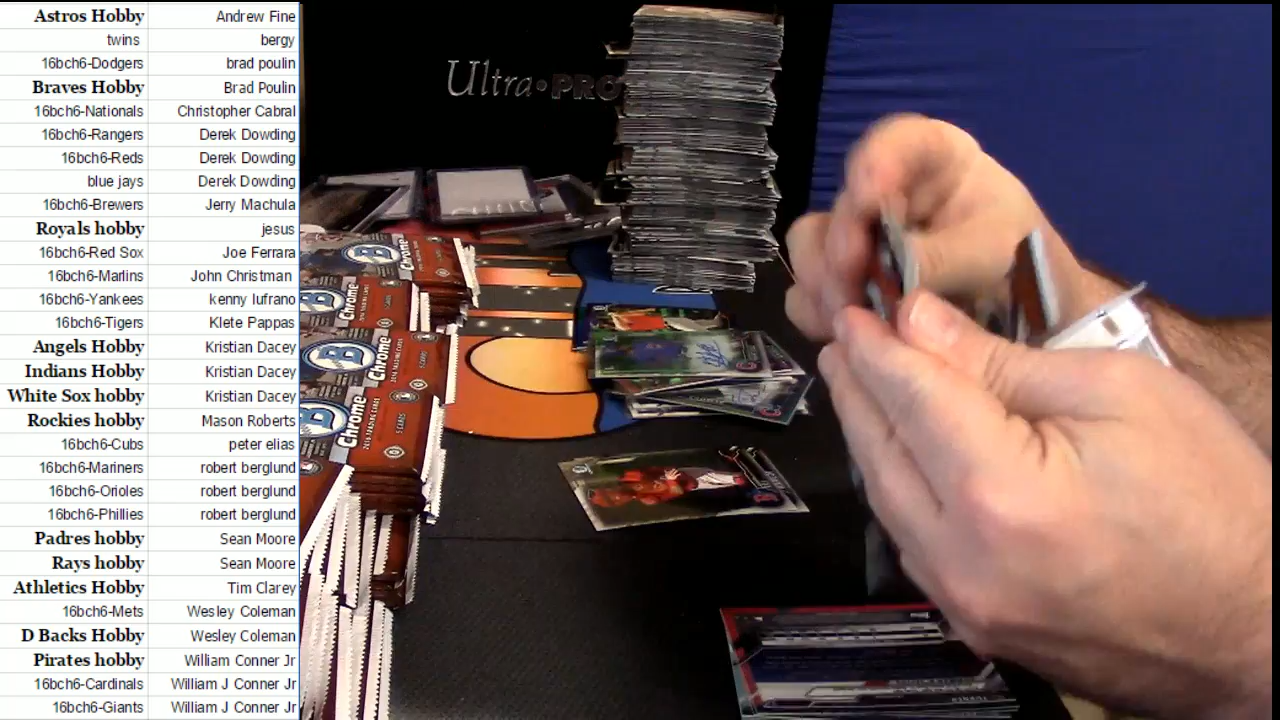 Astros Hobby Andrew Fine
twins bergy
16bch6-Dodgers brad poulin
Braves Hobby Brad Poulin
16bch6-Nationals Christopher Cabral
16bch6-Rangers Derek Dowding
16bch6-Reds Derek Dowding
blue jays Derek Dowding
16bch6-Brewers Jerry Machula
Royals hobby jesus
16bch6-Red Sox Joe Ferrara
16bch6-Marlins John Christman
16bch6-Yankees kenny lufrano
16bch6-Tigers Klete Pappas
Angels Hobby Kristian Dacey
Indians Hobby Kristian Dacey
White Sox hobby Kristian Dacey
Rockies hobby Mason Roberts
16bch6-Cubs peter elias
16bch6-Mariners robert berglund
16bch6-Orioles robert berglund
16bch6-Phillies robert berglund
Padres hobby Sean Moore
Rays hobby Sean Moore
Athletics Hobby Tim Clarey
16bch6-Mets Wesley Coleman
D Backs Hobby Wesley Coleman
Pirates hobby William Conner Jr
16bch6-Cardinals William J Conner Jr
16bch6-Giants William J Conner Jr
Ultra•PRO
Chrome
B Chrome
B Chrome
5 CARDS
B Chrome
5 CARDS